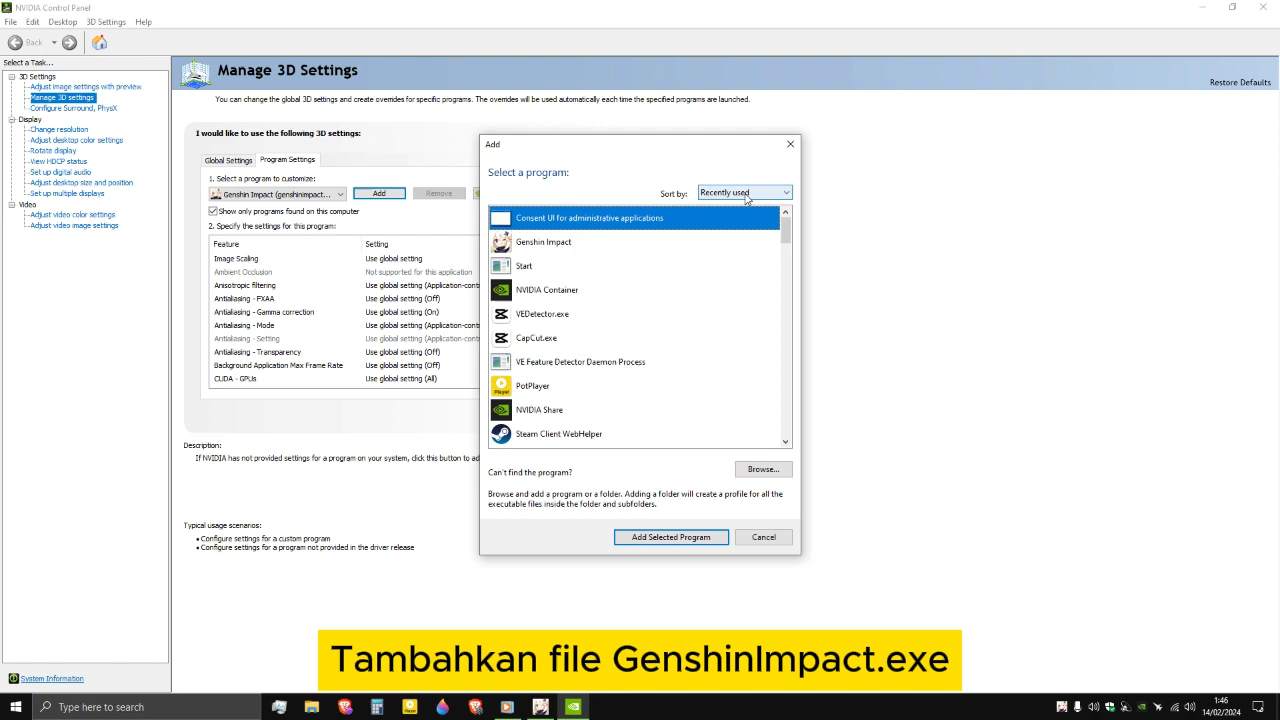 NVIDIA Control Panel
File Edit Desktop 3D Settings Help
Back
Select a Task...
3D Settings
Adjust image settings with preview
Manage 3D settings
Configure Surround, PhysX
Display
Change resolution
Adjust desktop color settings
Rotate display
View HDCP status
Set up digital audio
Adjust desktop size and position
Set up multiple displays
Video
Adjust video color settings
Adjust video image settings
System Information
Manage 3D Settings
Restore Defaults
You can change the global 3D settings and create overrides for specific programs. The overrides will be used automatically each time the specified programs are launched.
I would like to use the following 3D settings:
Global Settings Program Settings
1. Select a program to customize:
Genshin Impact (genshinimpact... Add Remove
Show only programs found on this computer
2. Specify the settings for this program:
Feature Setting
Image Scaling Use global setting
Ambient Occlusion Not supported for this application
Anisotropic filtering Use global setting (Application-cont
Antialiasing - FXAA Use global setting (Off)
Antialiasing - Gamma correction Use global setting (On)
Antialiasing - Mode Use global setting (Application-cont
Antialiasing - Setting Use global setting (Application-cont
Antialiasing - Transparency Use global setting (Off)
Background Application Max Frame Rate Use global setting (Off)
CUDA - GPUs Use global setting (All)
Description:
If NVIDIA has not provided settings for a program on your system, click this button to ad
Typical usage scenarios:
• Configure settings for a custom program
• Configure settings for a program not provided in the driver release
Add
Select a program:
Sort by: Recently used
Consent UI for administrative applications
Genshin Impact
Start
NVIDIA Container
VEDetector.exe
CapCut.exe
VE Feature Detector Daemon Process
Player
PotPlayer
NVIDIA Share
Steam Client WebHelper
Can't find the program? Browse...
Browse and add a program or a folder. Adding a folder will create a profile for all the
executable files inside the folder and subfolders.
Add Selected Program Cancel
Tambahkan file GenshinImpact.exe
Type here to search
1:46
14/02/2024